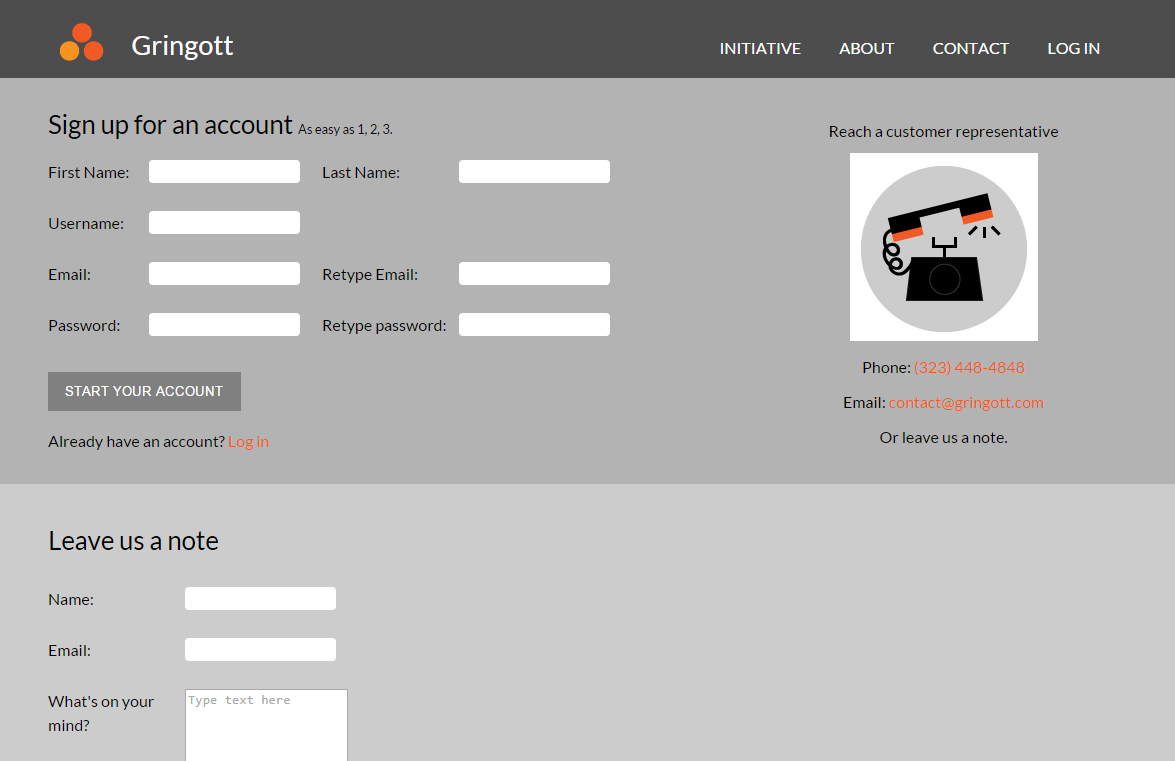 Gringott
INITIATIVE ABOUT CONTACT LOG IN
Sign up for an account As easy as 1, 2, 3.
First Name: Last Name:
Username:
Email: Retype Email:
Password: Retype password:
START YOUR ACCOUNT
Already have an account? Log in
Reach a customer representative
Phone: (323) 448-4848
Email: contact@gringott.com
Or leave us a note.
Leave us a note
Name:
Email:
What's on your
mind?
Type text here